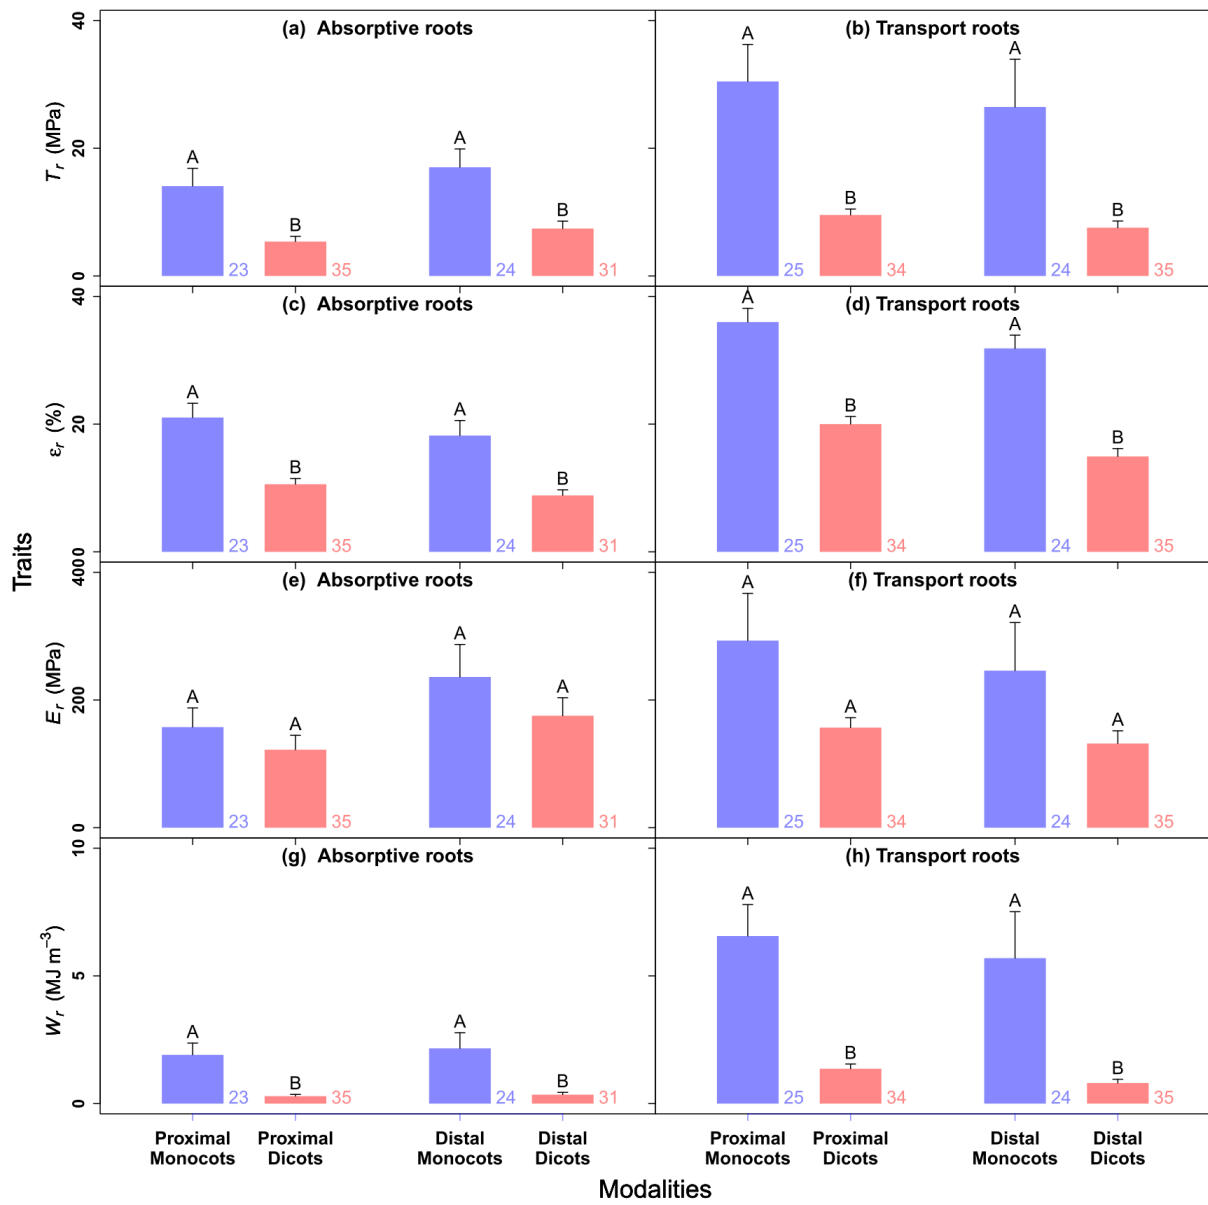 40
20
0
Tr (MPa)
(a) Absorptive roots
A
B
A
B
23
35
24
31
(b) Transport roots
A
B
A
B
25
34
24
35
40
20
0
εr (%)
(c) Absorptive roots
A
B
A
B
23
35
24
31
(d) Transport roots
A
B
A
B
25
34
24
35
Traits
400
200
0
Er (MPa)
(e) Absorptive roots
A
A
A
A
23
35
24
31
(f) Transport roots
A
A
A
A
25
34
24
35
10
5
0
Wr (MJ m−3)
(g) Absorptive roots
A
B
A
B
23
35
24
31
(h) Transport roots
A
B
A
B
25
34
24
35
Proximal
Monocots
Proximal
Dicots
Distal
Monocots
Distal
Dicots
Proximal
Monocots
Proximal
Dicots
Distal
Monocots
Distal
Dicots
Modalities